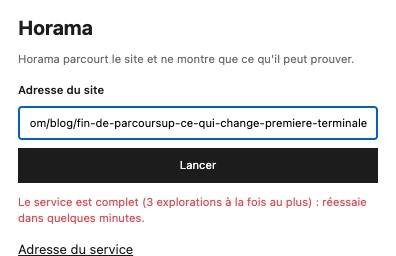 Horama
Horama parcourt le site et ne montre que ce qu'il peut prouver.
Adresse du site
om/blog/fin-de-parcoursup-ce-qui-change-premiere-terminale
Lancer
Le service est complet (3 explorations à la fois au plus) : réessaie
dans quelques minutes.
Adresse du service